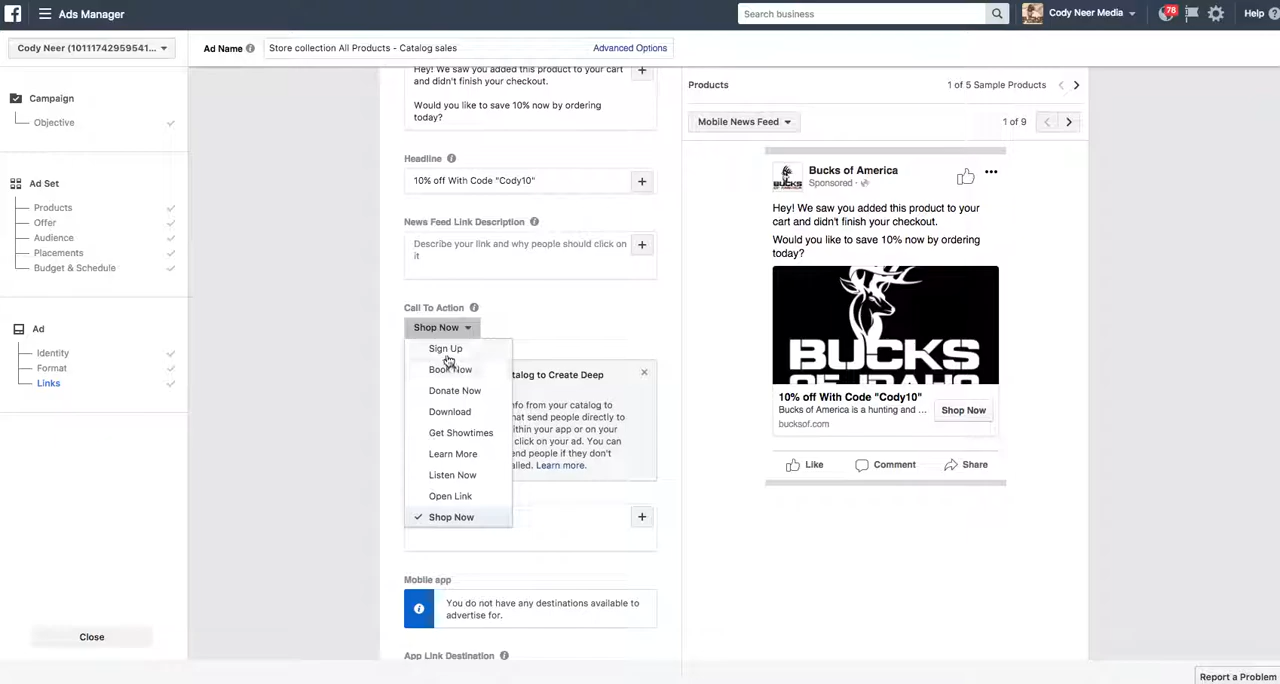 Ads Manager
Search business
Cody Neer Media
78
Help
Cody Neer (10111742959541...
Ad Name
Store collection All Products - Catalog sales
Advanced Options
Campaign
Objective
Ad Set
Products
Offer
Audience
Placements
Budget & Schedule
Ad
Identity
Format
Links
Close
Hey! We saw you added this product to your cart
and didn't finish your checkout.
Would you like to save 10% now by ordering
today?
Headline
10% off With Code "Cody10"
News Feed Link Description
Describe your link and why people should click on
it
Call To Action
Shop Now
Sign Up
Book Now
Donate Now
Download
Get Showtimes
Learn More
Listen Now
Open Link
Shop Now
atalog to Create Deep
nfo from your catalog to
hat send people directly to
within your app or on your
click on your ad. You can
end people if they don't
alled. Learn more.
Mobile app
You do not have any destinations available to
advertise for.
App Link Destination
Products
1 of 5 Sample Products
Mobile News Feed
1 of 9
BUCKS
Bucks of America
Sponsored ·
Hey! We saw you added this product to your
cart and didn't finish your checkout.
Would you like to save 10% now by ordering
today?
BUCKS
OF IDAHO
10% off With Code "Cody10"
Bucks of America is a hunting and ...
bucksof.com
Shop Now
Like
Comment
Share
Report a Problem